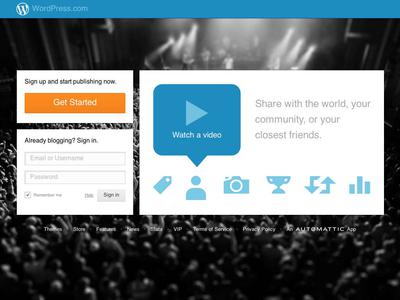 WordPress.com
Sign up and start publishing now.
Get Started
Already blogging? Sign in.
Email or Username
Password
Remember me
Help
Sign in
Watch a video
Share with the world, your
community, or your
closest friends.
Themes Store Features News Stats VIP Terms of Service Privacy Policy An AUTOMATTIC App